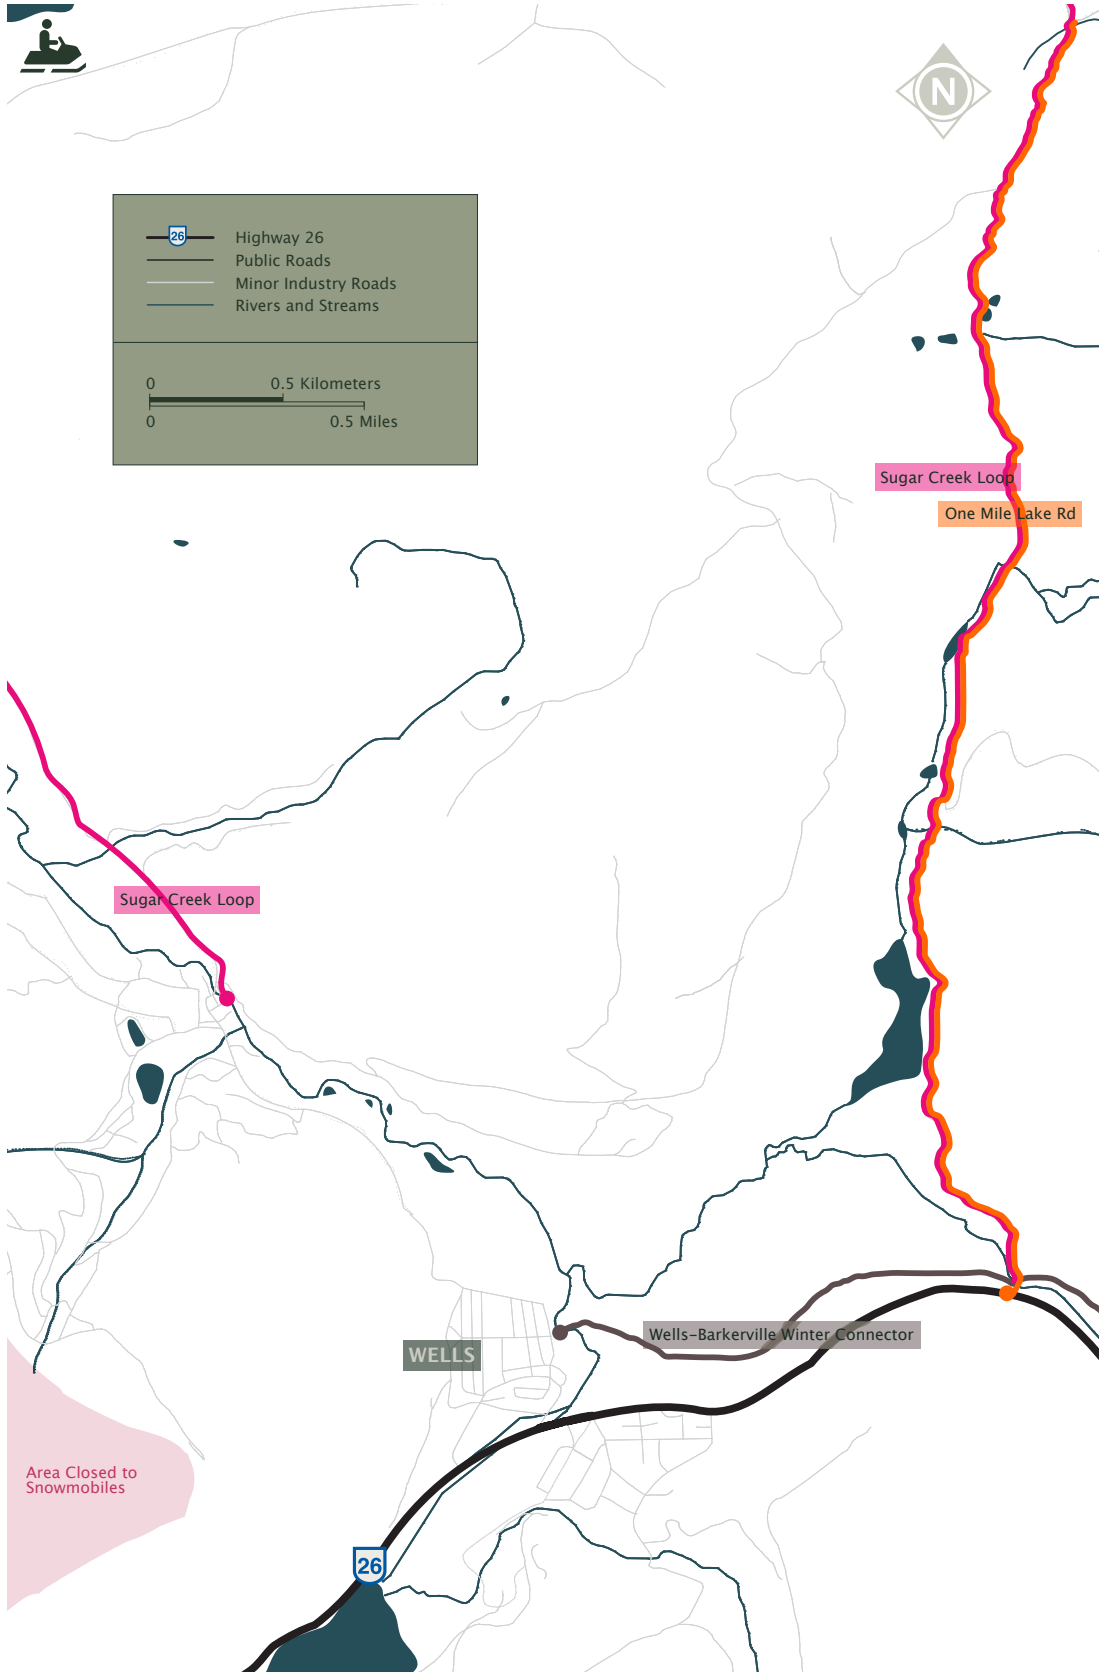 N
26
Highway 26
Public Roads
Minor Industry Roads
Rivers and Streams
0
0.5 Kilometers
0
0.5 Miles
Sugar Creek Loop
One Mile Lake Rd
Sugar Creek Loop
Wells-Barkerville Winter Connector
WELLS
Area Closed to
Snowmobiles
26